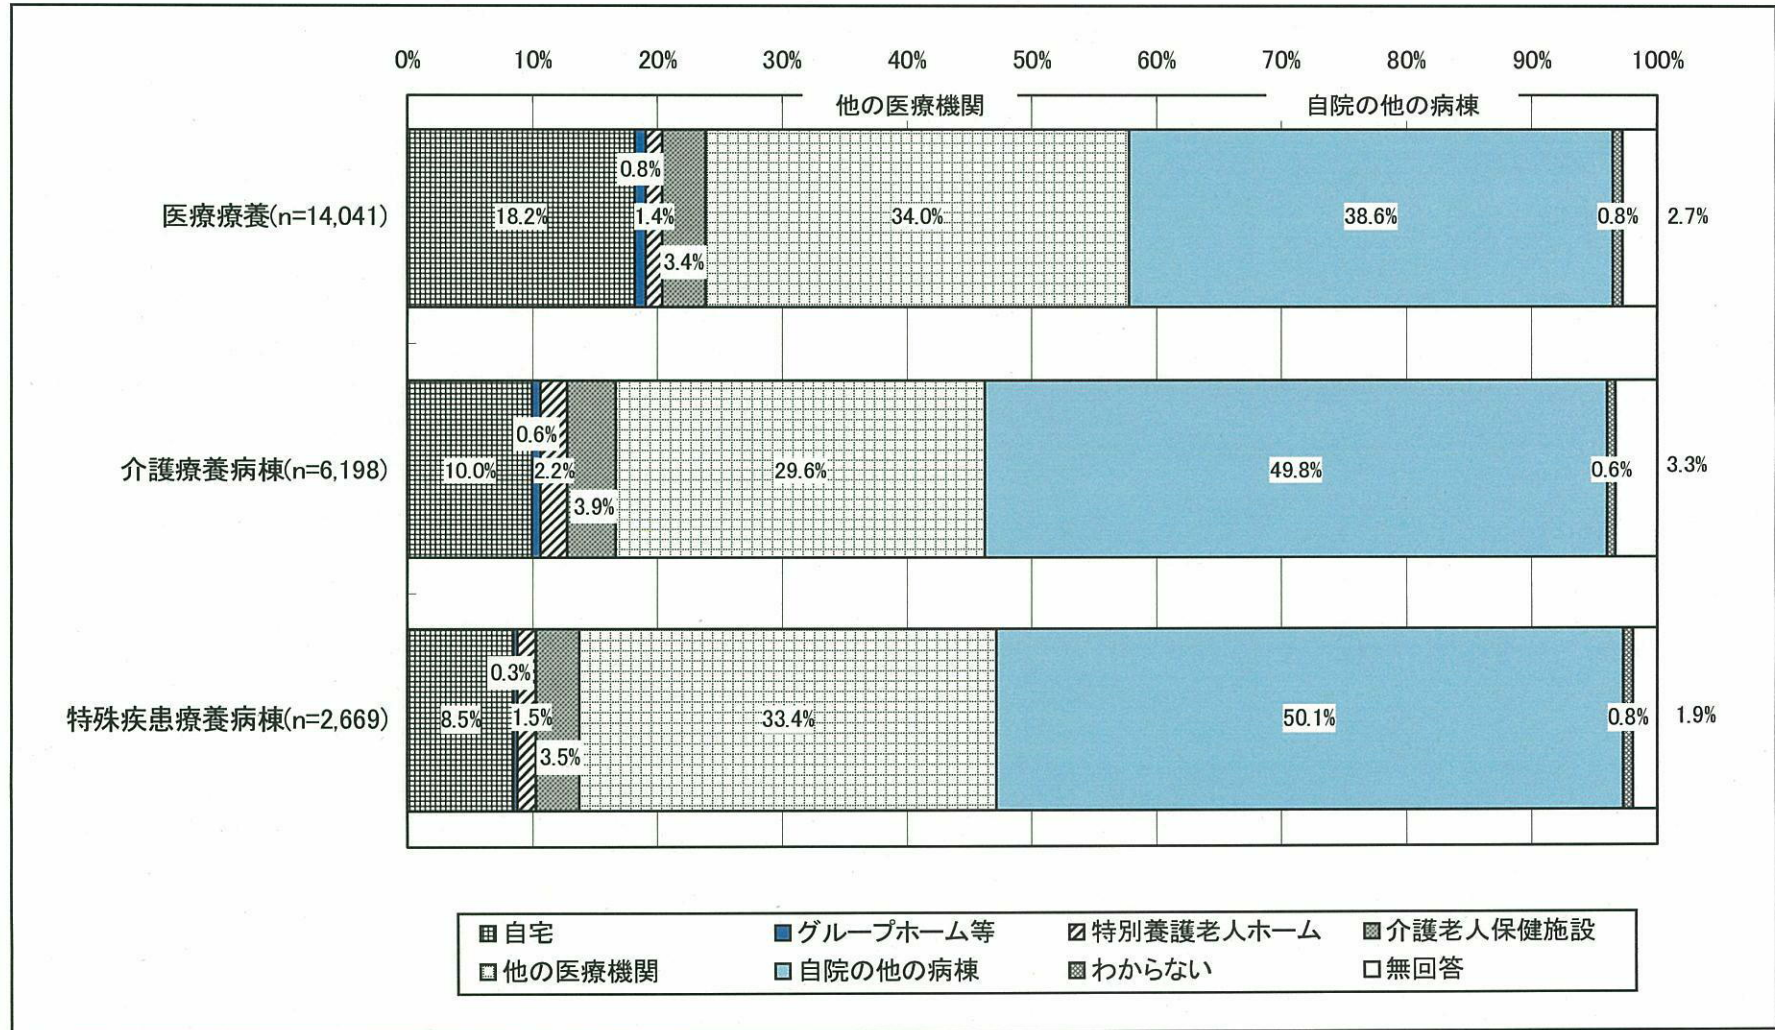 0% 10% 20% 30% 40% 50% 60% 70% 80% 90% 100%
他の医療機関 自院の他の病棟
医療療養(n=14,041)
18.2% 0.8% 1.4% 3.4% 34.0% 38.6% 0.8% 2.7%
介護療養病棟(n=6,198)
10.0% 0.6% 2.2% 3.9% 29.6% 49.8% 0.6% 3.3%
特殊疾患療養病棟(n=2,669)
8.5% 0.3% 1.5% 3.5% 33.4% 50.1% 0.8% 1.9%
自宅 グループホーム等 特別養護老人ホーム 介護老人保健施設
他の医療機関 自院の他の病棟 わからない 無回答